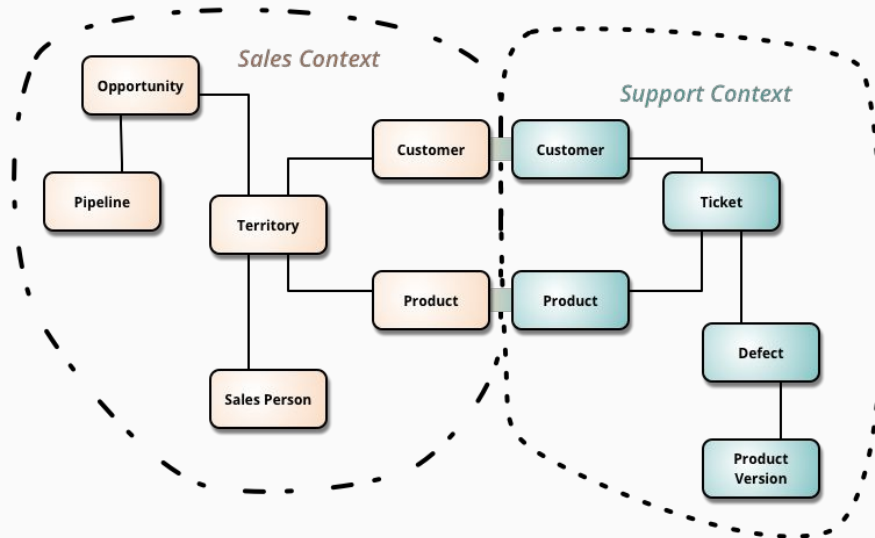 Sales Context
Support Context
Opportunity
Customer
Customer
Pipeline
Ticket
Territory
Product
Product
Defect
Sales Person
Product
Version